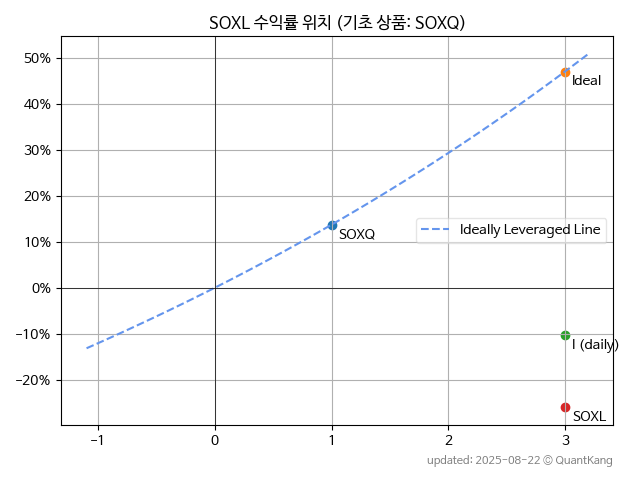 SOXL 수익률 위치 (기초 상품: SOXQ)
50%
40%
30%
20%
10%
0%
−10%
−20%
Ideal
SOXQ
Ideally Leveraged Line
I (daily)
SOXL
−1
0
1
2
3
updated: 2025-08-22 © QuantKang